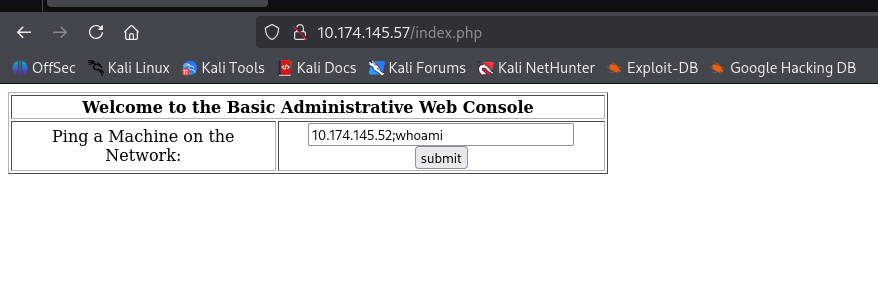 10.174.145.57/index.php
OffSec Kali Linux Kali Tools Kali Docs Kali Forums Kali NetHunter Exploit-DB Google Hacking DB
Welcome to the Basic Administrative Web Console
Ping a Machine on the
Network:
10.174.145.52;whoami
submit